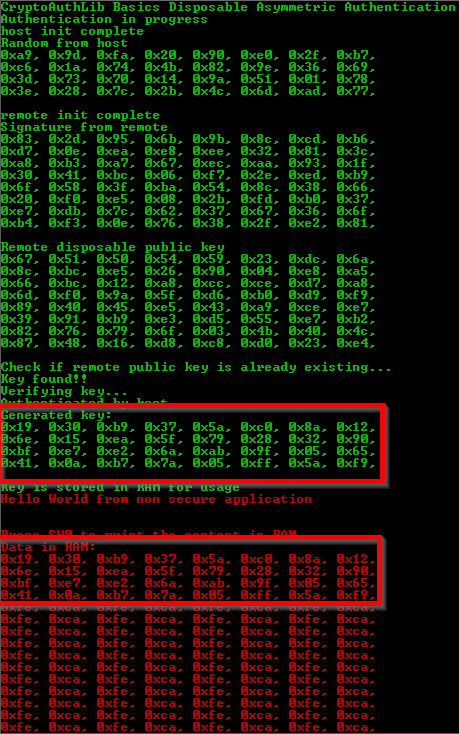 CryptoAuthLib Basics Disposable Asymmetric Authentication
Authentication in progress
host init complete
Random from host
0xa9, 0x9d, 0xfa, 0x20, 0x90, 0xe0, 0x2f, 0xb7,
0xc6, 0x1a, 0x74, 0x4b, 0x82, 0x9e, 0x36, 0x69,
0x3d, 0x73, 0x70, 0x14, 0x9a, 0x51, 0x01, 0x78,
0x3e, 0x28, 0x7c, 0x2b, 0x4c, 0x6d, 0xad, 0x77,
remote init complete
Signature from remote
0x83, 0x2d, 0x95, 0x6b, 0x9b, 0x8c, 0xcd, 0xb6,
0xd7, 0x0e, 0xea, 0xe8, 0xee, 0x32, 0x81, 0x3c,
0xa8, 0xb3, 0xa7, 0x67, 0xec, 0xaa, 0x93, 0x1f,
0x30, 0x41, 0xbc, 0x06, 0xf7, 0x2e, 0xed, 0xb9,
0x6f, 0x58, 0x3f, 0xba, 0x54, 0x8c, 0x38, 0x66,
0x20, 0xf0, 0xe5, 0x08, 0x2b, 0xfd, 0xb0, 0x37,
0xe7, 0xdb, 0x7c, 0x62, 0x37, 0x67, 0x36, 0x6f,
0xb4, 0xf3, 0x0e, 0x76, 0x38, 0x2f, 0xe2, 0x81,
Remote disposable public key
0x67, 0x51, 0x50, 0x54, 0x59, 0x23, 0xdc, 0x6a,
0x8c, 0xbc, 0xe5, 0x26, 0x90, 0x04, 0xe8, 0xa5,
0x66, 0xbc, 0x12, 0xa8, 0xcc, 0xce, 0xd7, 0xa8,
0x6d, 0xf0, 0x9a, 0x5f, 0xd6, 0xb0, 0xd9, 0xf9,
0x89, 0x40, 0x45, 0xe5, 0x43, 0xa9, 0xce, 0xe7,
0x39, 0x91, 0xb9, 0xe3, 0xd5, 0x55, 0xe7, 0xb2,
0x82, 0x76, 0x79, 0x6f, 0x03, 0x4b, 0x40, 0x4c,
0x87, 0x48, 0x16, 0xd8, 0xc8, 0xd0, 0x23, 0xe4,
Check if remote public key is already existing...
Key found!!
Verifying key...
Authenticated by host
Generated key:
0x19, 0x30, 0xb9, 0x37, 0x5a, 0xc0, 0x8a, 0x12,
0x6e, 0x15, 0xea, 0x5f, 0x79, 0x28, 0x32, 0x90,
0xbf, 0xe7, 0xe2, 0x6a, 0xab, 0x9f, 0x05, 0x65,
0x41, 0x0a, 0xb7, 0x7a, 0x05, 0xff, 0x5a, 0xf9,
Key is stored in RAM for usage
Hello World from non secure application
Press SW0 to print the content in RAM
Data in RAM:
0x19, 0x30, 0xb9, 0x37, 0x5a, 0xc0, 0x8a, 0x12,
0x6e, 0x15, 0xea, 0x5f, 0x79, 0x28, 0x32, 0x90,
0xbf, 0xe7, 0xe2, 0x6a, 0xab, 0x9f, 0x05, 0x65,
0x41, 0x0a, 0xb7, 0x7a, 0x05, 0xff, 0x5a, 0xf9,
0xfe, 0xca, 0xfe, 0xca, 0xfe, 0xca, 0xfe, 0xca,
0xfe, 0xca, 0xfe, 0xca, 0xfe, 0xca, 0xfe, 0xca,
0xfe, 0xca, 0xfe, 0xca, 0xfe, 0xca, 0xfe, 0xca,
0xfe, 0xca, 0xfe, 0xca, 0xfe, 0xca, 0xfe, 0xca,
0xfe, 0xca, 0xfe, 0xca, 0xfe, 0xca, 0xfe, 0xca,
0xfe, 0xca, 0xfe, 0xca, 0xfe, 0xca, 0xfe, 0xca,
0xfe, 0xca, 0xfe, 0xca, 0xfe, 0xca, 0xfe, 0xca,
0xfe, 0xca, 0xfe, 0xca, 0xfe, 0xca, 0xfe, 0xca,
0xfe, 0xca, 0xfe, 0xca, 0xfe, 0xca, 0xfe, 0xca,
0xfe, 0xca, 0xfe, 0xca, 0xfe, 0xca, 0xfe, 0xca,
0xfe, 0xca, 0xfe, 0xca, 0xfe, 0xca, 0xfe, 0xca,